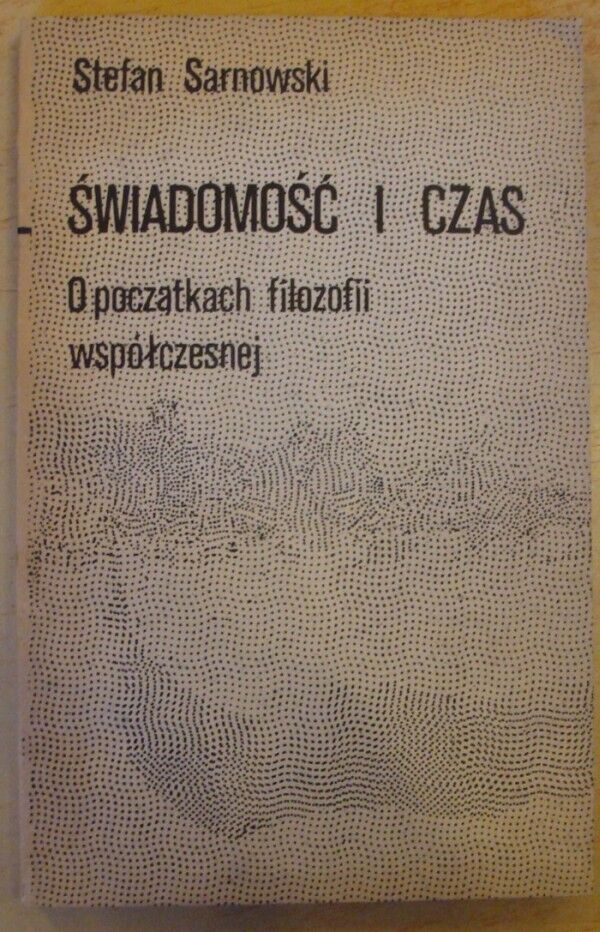 Stefan Sarnowski
ŚWIADOMOŚĆ I CZAS
O początkach filozofii
współczesnej